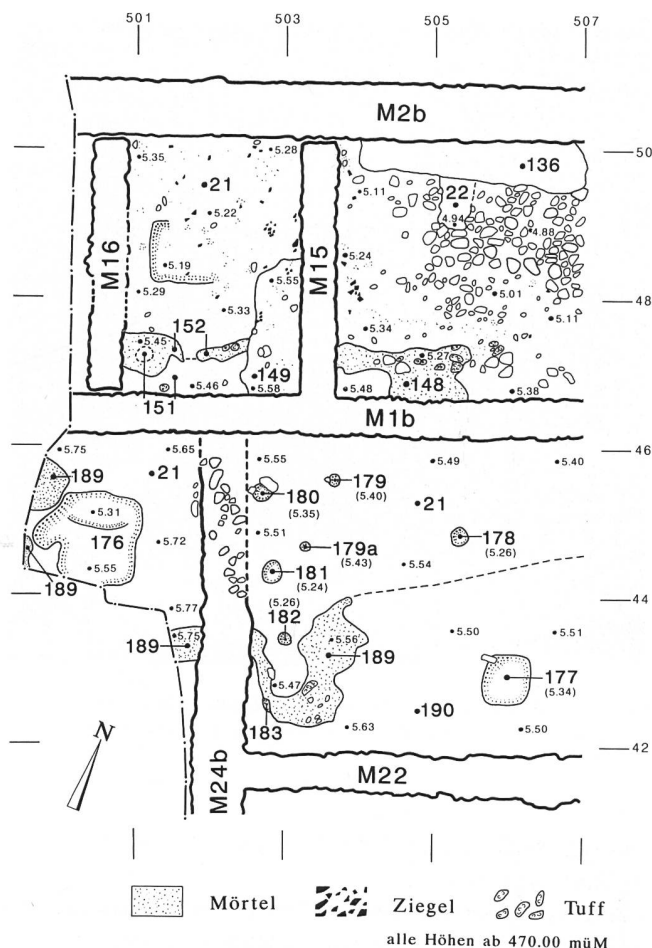 501 503 505 507
M2b
50
5.35 5.28 136
21 5.11 22
5.22 4.94 4.88
M16 M15
5.19 5.24
5.29 5.55 5.01 48
5.33 5.11
5.45 152 5.34 5.27
149 148
151 5.46 5.58 5.48 5.38
M1b
46
5.75 5.65 5.55 5.49 5.40
189 21 179
180 (5.40) 21
(5.35)
5.31 5.51 178
176 5.72 179a (5.26)
(5.43)
5.55 181 5.54
189 (5.24)
44
5.77 (5.26)
182 5.50 5.51
5.75 5.56
189 189 177
5.47 (5.34)
190
183 5.63 5.50
42
M24b M22
N
Mörtel Ziegel Tuff
alle Höhen ab 470.00 müM